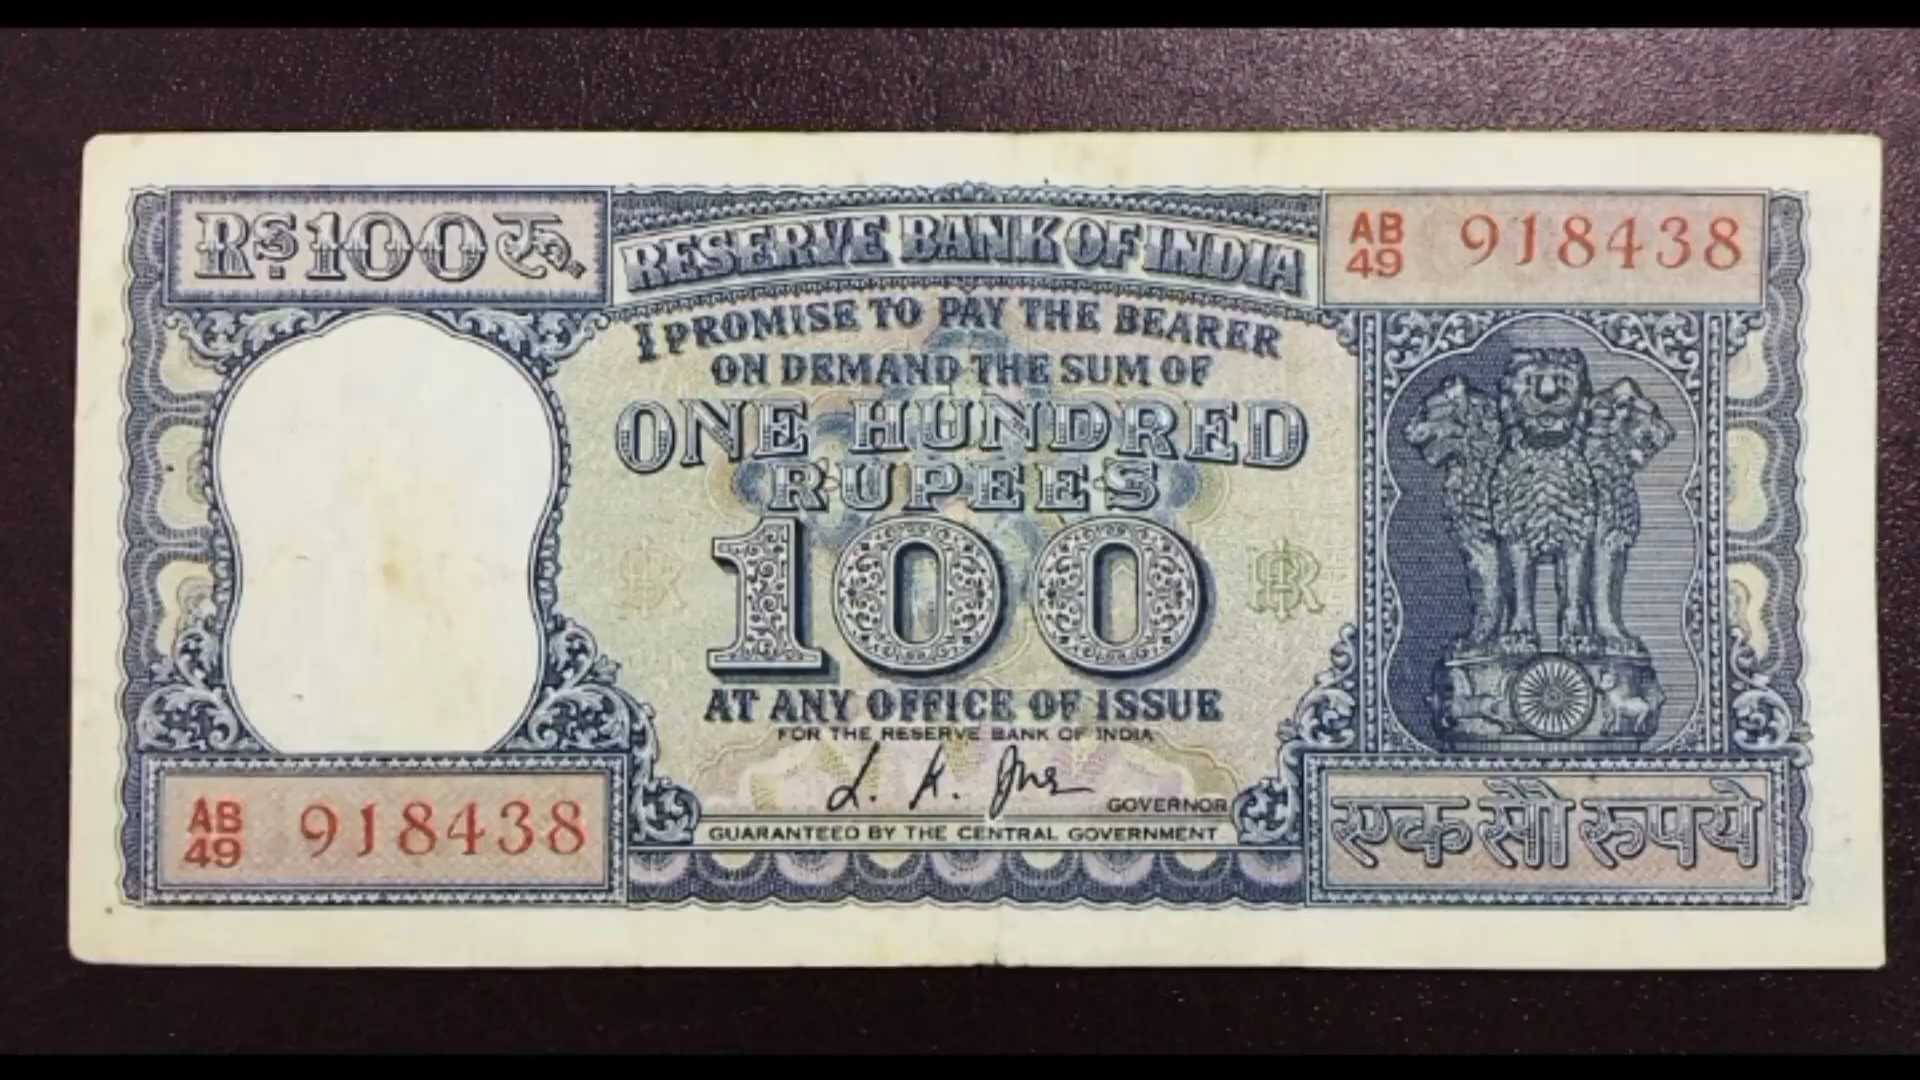 RS 100 रु.
RESERVE BANK OF INDIA
AB
49 918438
I PROMISE TO PAY THE BEARER
ON DEMAND THE SUM OF
ONE HUNDRED
RUPEES
100
AT ANY OFFICE OF ISSUE
FOR THE RESERVE BANK OF INDIA
L. K. Jha
GOVERNOR
GUARANTEED BY THE CENTRAL GOVERNMENT
AB
49 918438
एक सौ रुपये